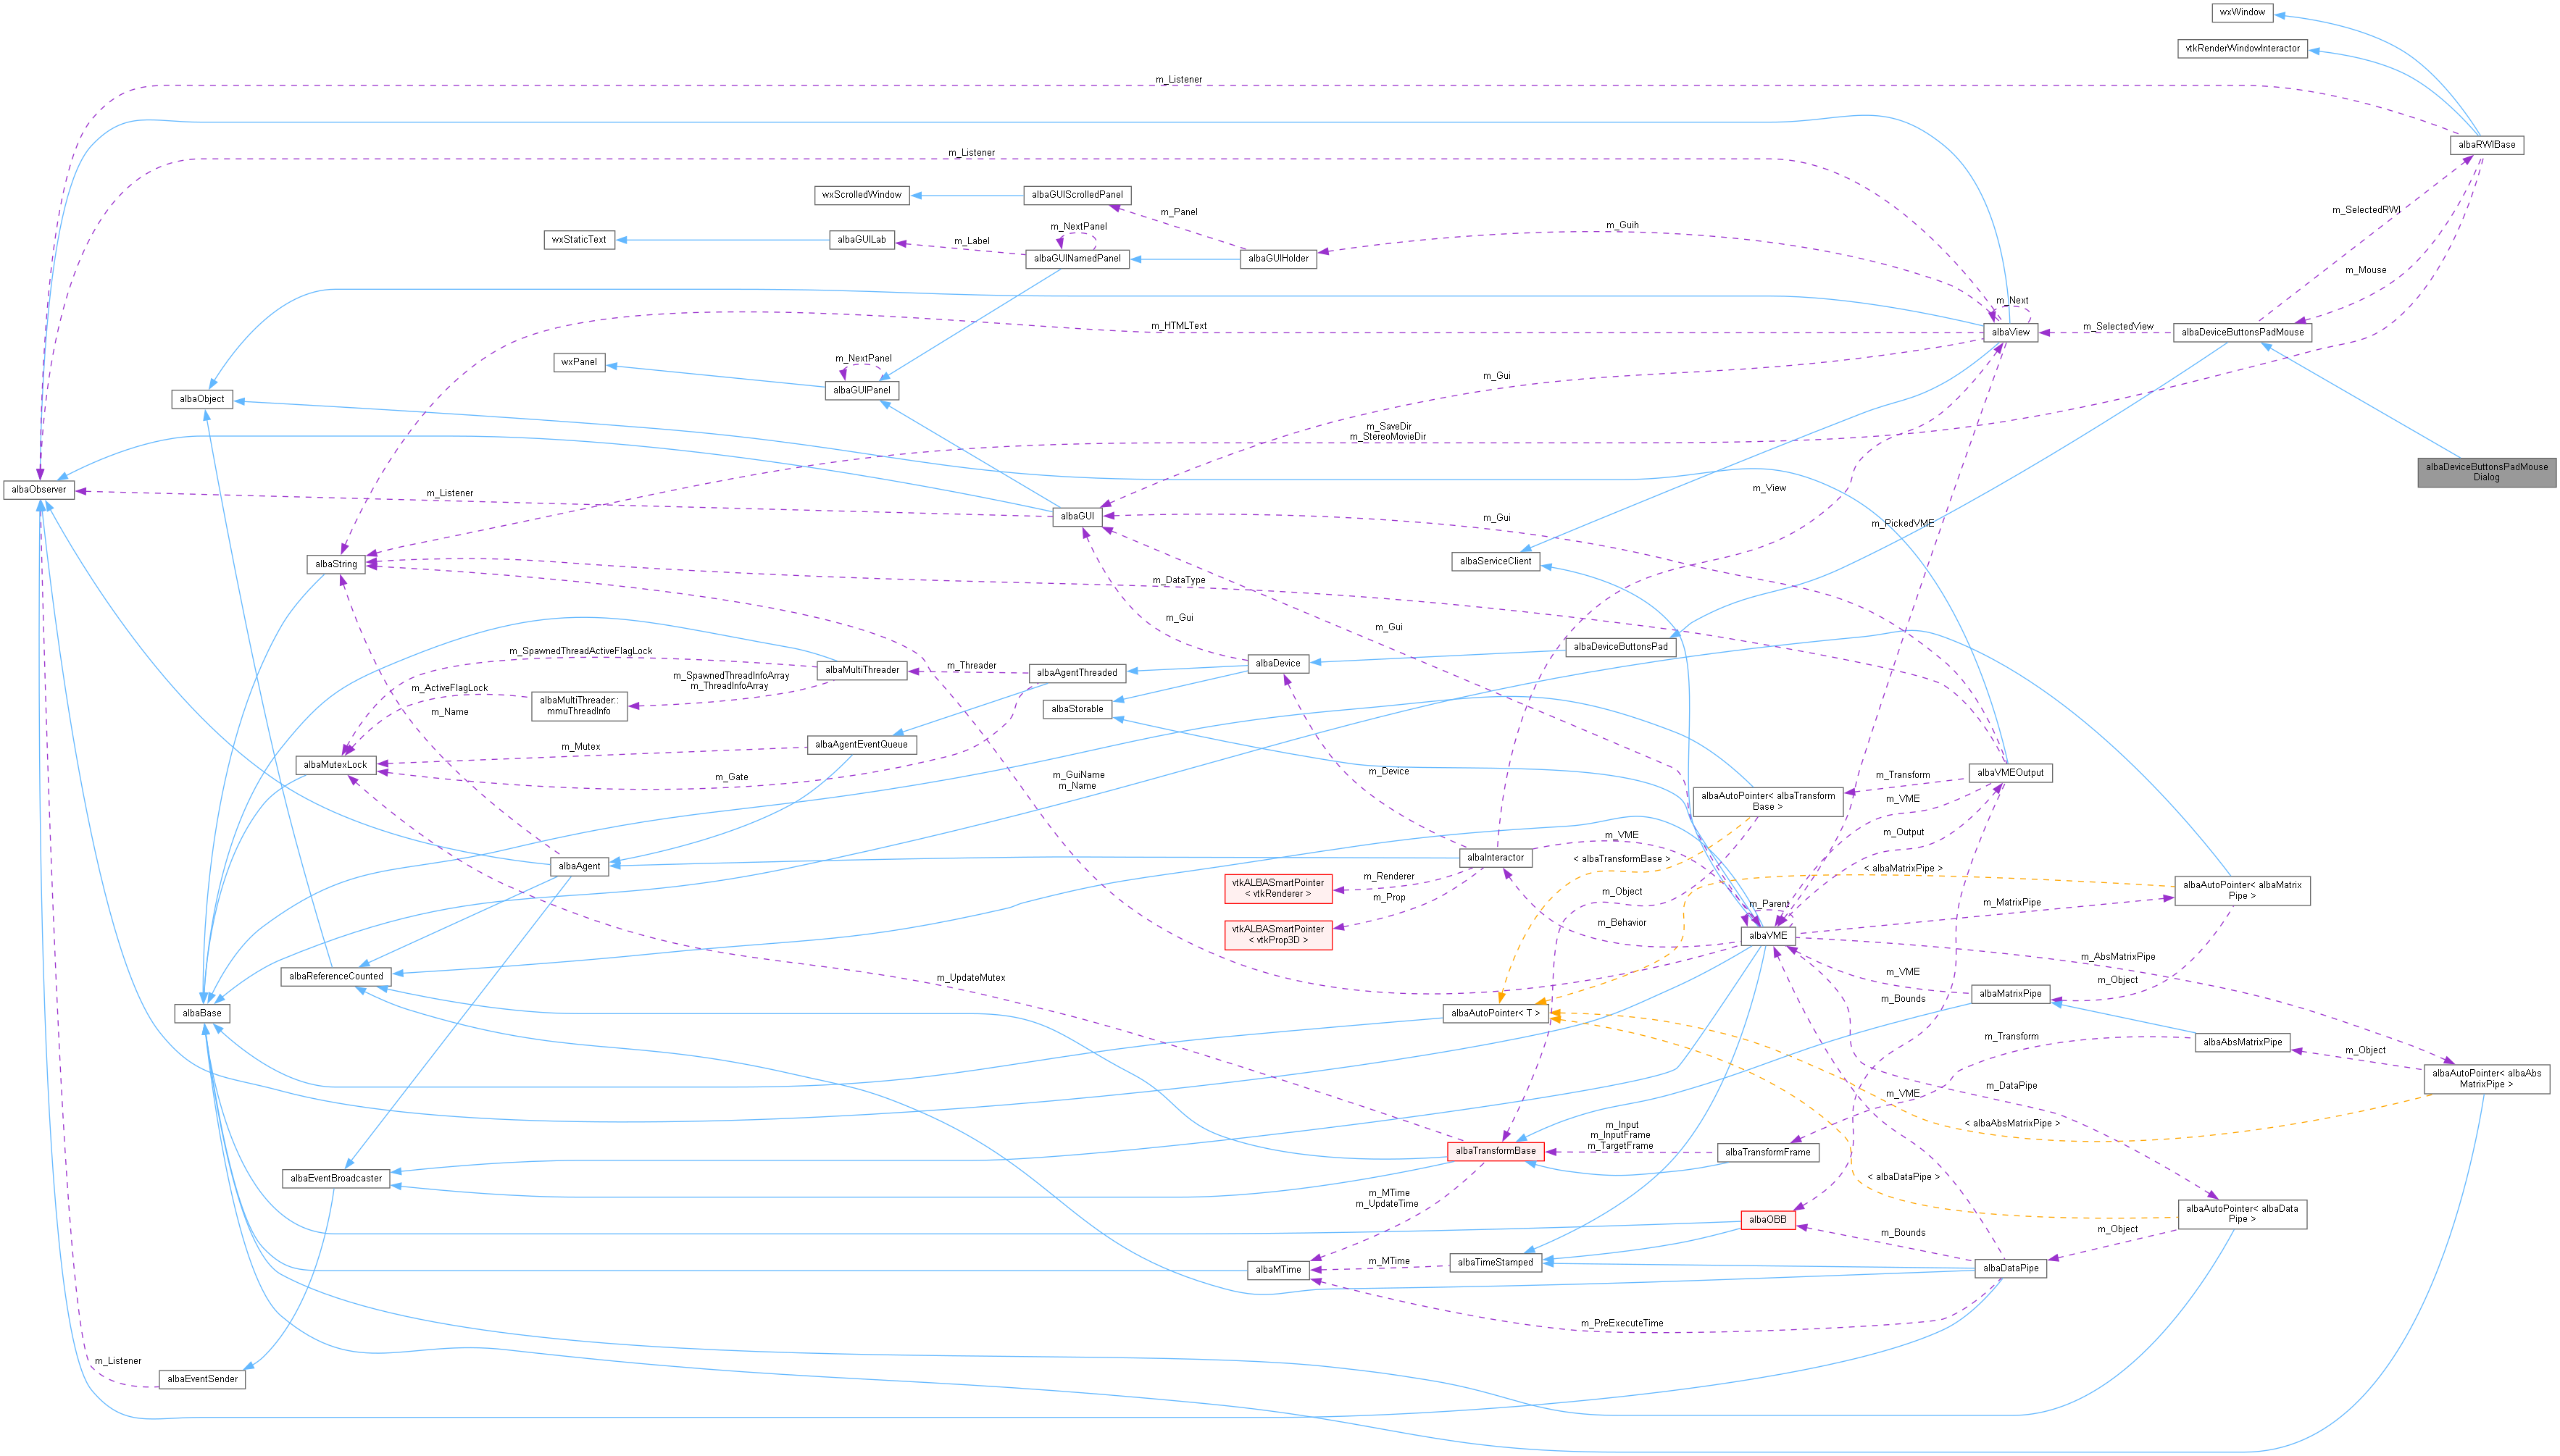 wxWindow
vtkRenderWindowInteractor
m_Listener
albaRWIBase
m_Listener
wxScrolledWindow
albaGUIScrolledPanel
m_Panel
m_SelectedRWI
m_NextPanel
m_Guih
wxStaticText
albaGUILab
m_Label
albaGUINamedPanel
albaGUIHolder
m_Mouse
m_Next
m_HTMLText
m_SelectedView
albaView
albaDeviceButtonsPadMouse
wxPanel
m_NextPanel
m_Gui
albaGUIPanel
albaObject
m_SaveDir
m_StereoMovieDir
albaDeviceButtonsPadMouse
Dialog
albaObserver
m_Listener
m_View
albaGUI
m_Gui
m_PickedVME
albaString
albaServiceClient
m_DataType
m_Gui
m_Gui
albaDeviceButtonsPad
m_SpawnedThreadActiveFlagLock
albaMultiThreader
m_Threader
albaAgentThreaded
albaDevice
m_SpawnedThreadInfoArray
m_ThreadInfoArray
m_ActiveFlagLock
albaMultiThreader::
mmuThreadInfo
m_Name
albaStorable
m_Mutex
albaAgentEventQueue
albaMutexLock
m_Gate
m_GuiName
m_Name
m_Device
m_Transform
albaVMEOutput
albaAutoPointer< albaTransform
Base >
m_VME
m_VME
m_Output
albaAgent
albaInteractor
< albaTransformBase >
< albaMatrixPipe >
vtkALBASmartPointer
< vtkRenderer >
m_Renderer
m_Prop
m_Object
albaAutoPointer< albaMatrix
Pipe >
m_Parent
m_MatrixPipe
m_Behavior
vtkALBASmartPointer
< vtkProp3D >
albaVME
m_AbsMatrixPipe
albaReferenceCounted
m_UpdateMutex
m_VME
m_Object
albaMatrixPipe
m_Bounds
albaBase
albaAutoPointer< T >
m_Transform
albaAbsMatrixPipe
m_Object
albaAutoPointer< albaAbs
MatrixPipe >
m_DataPipe
m_VME
m_Input
m_InputFrame
m_TargetFrame
< albaAbsMatrixPipe >
albaTransformBase
albaTransformFrame
albaEventBroadcaster
< albaDataPipe >
m_MTime
m_UpdateTime
albaOBB
albaAutoPointer< albaData
Pipe >
m_Bounds
m_Object
albaMTime
m_MTime
albaTimeStamped
albaDataPipe
m_PreExecuteTime
m_Listener
albaEventSender